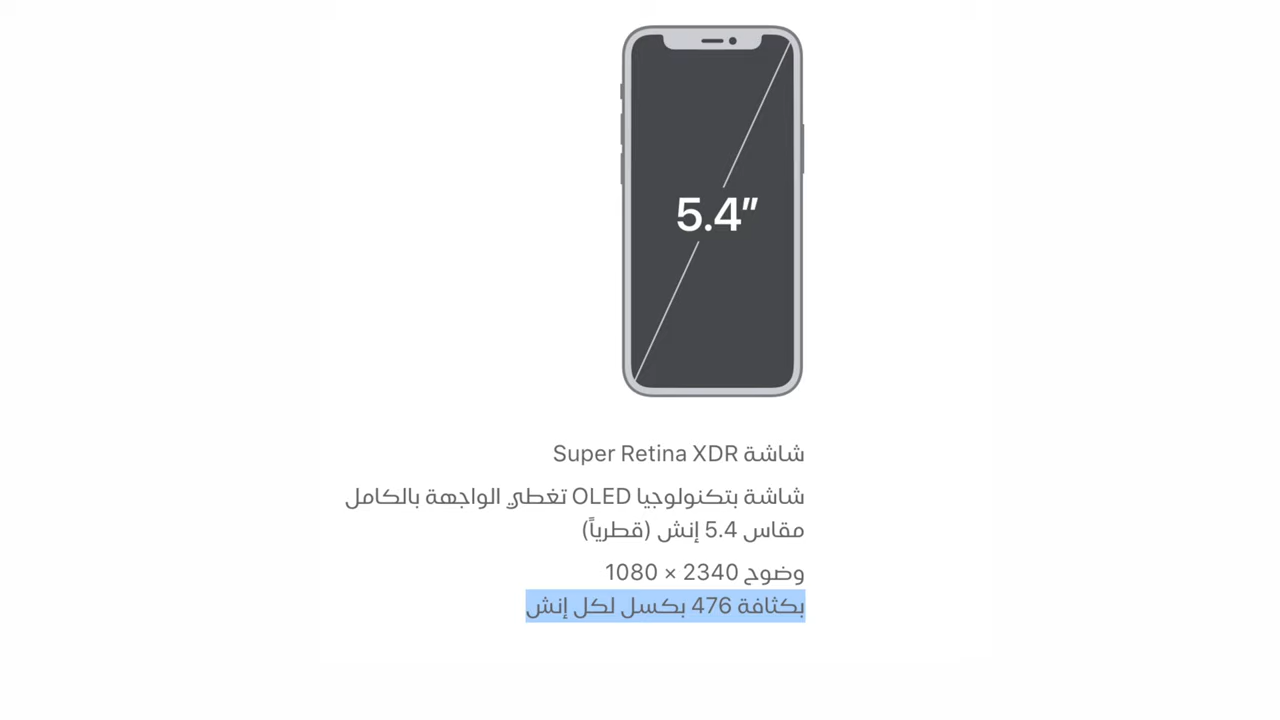 5.4″
شاشة Super Retina XDR
شاشة بتكنولوجيا OLED تغطي الواجهة بالكامل
مقاس 5.4 إنش (قطرياً)
وضوح 2340 × 1080
بكثافة 476 بكسل لكل إنش